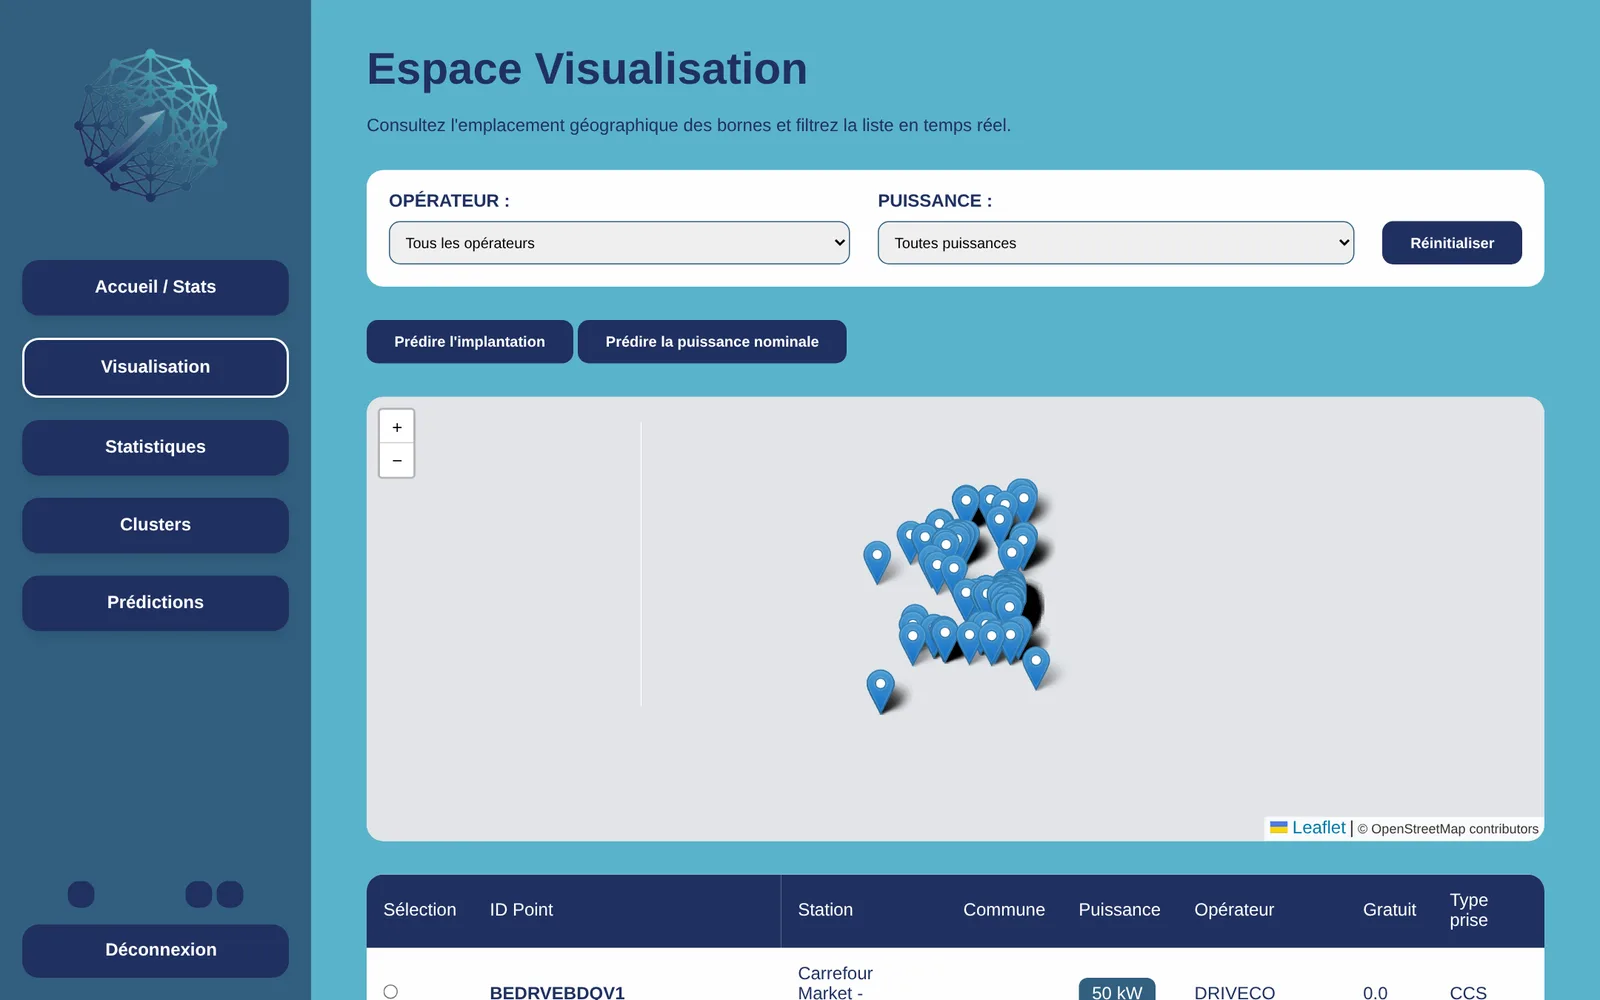 Espace Visualisation
Consultez l'emplacement géographique des bornes et filtrez la liste en temps réel.
OPÉRATEUR :
PUISSANCE :
Tous les opérateurs
Toutes puissances
Réinitialiser
Accueil / Stats
Visualisation
Statistiques
Clusters
Prédictions
Déconnexion
Prédire l'implantation
Prédire la puissance nominale
+
−
Leaflet | © OpenStreetMap contributors
Sélection ID Point Station Commune Puissance Opérateur Gratuit Type prise
BEDRVEBDQV1 Carrefour Market - 50 kW DRIVECO 0.0 CCS